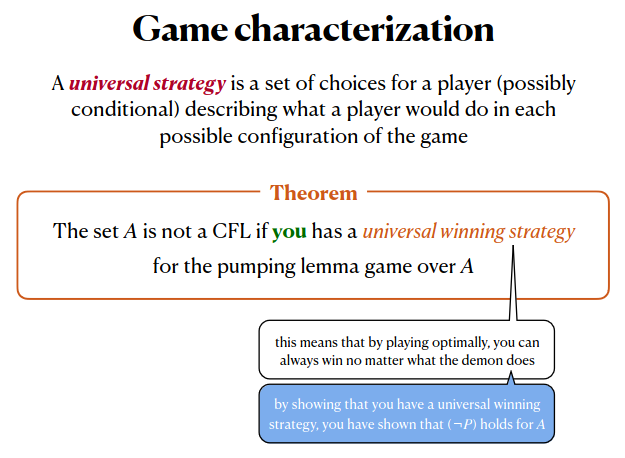 Game characterization
A universal strategy is a set of choices for a player (possibly
conditional) describing what a player would do in each
possible configuration of the game
Theorem
The set A is not a CFL if you has a universal winning strategy
for the pumping lemma game over A
this means that by playing optimally, you can
always win no matter what the demon does
by showing that you have a universal winning
strategy, you have shown that (¬P) holds for A